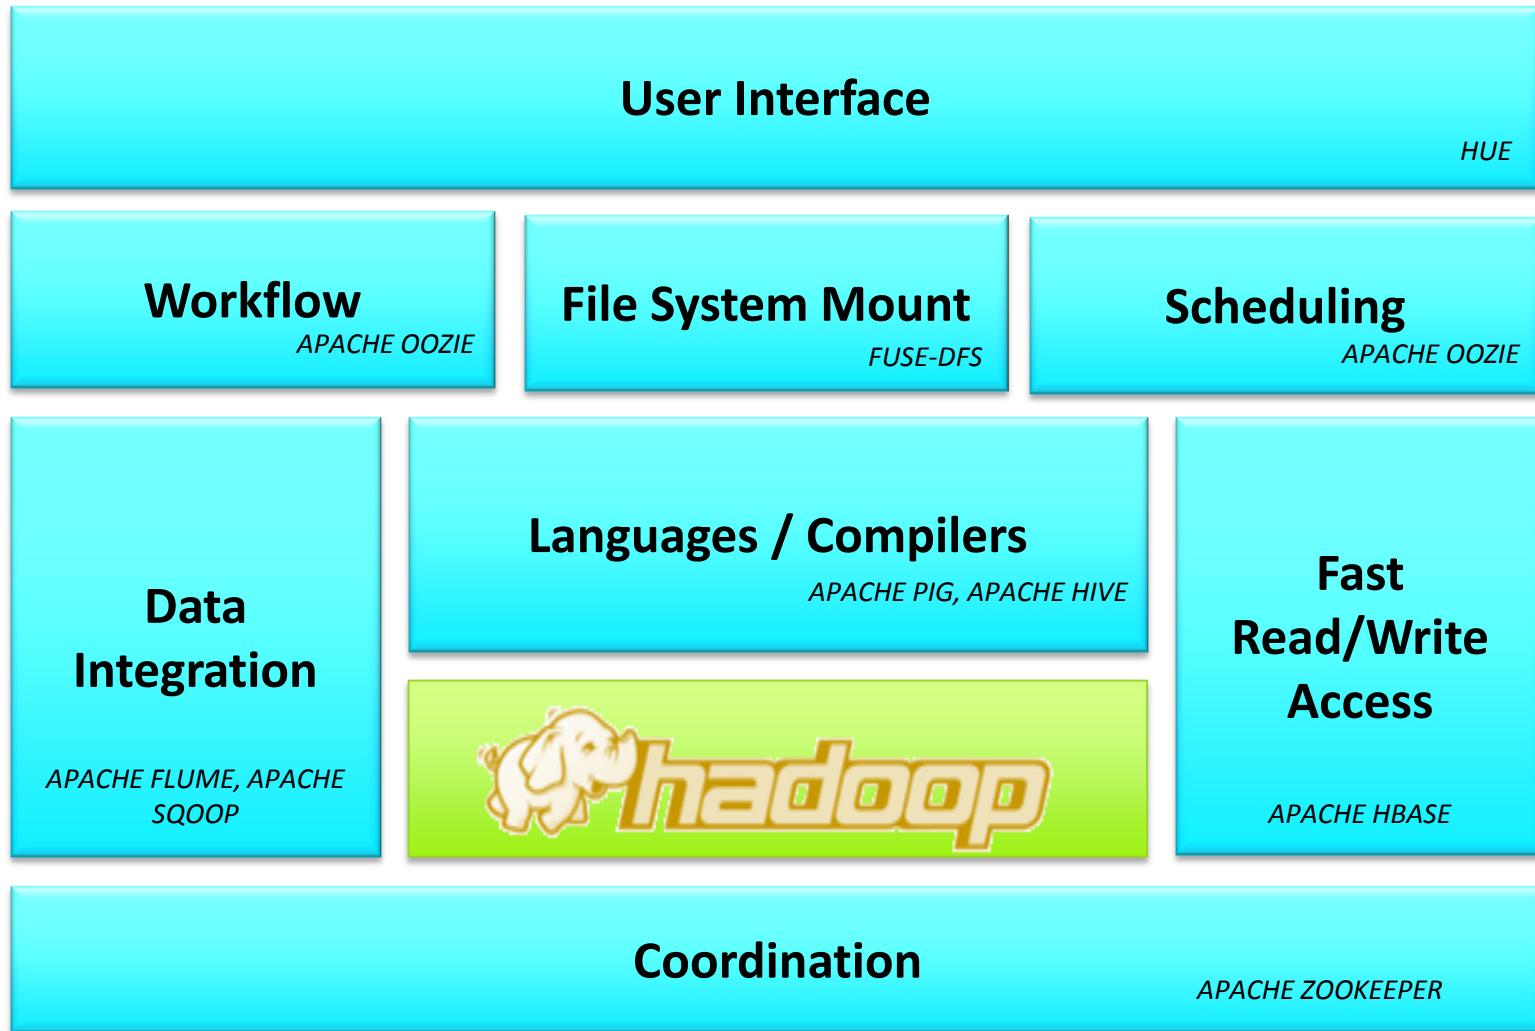 User Interface
HUE
Workflow
APACHE OOZIE
File System Mount
FUSE-DFS
Scheduling
APACHE OOZIE
Data
Integration
APACHE FLUME, APACHE
SQOOP
Languages / Compilers
APACHE PIG, APACHE HIVE
hadoop
Fast
Read/Write
Access
APACHE HBASE
Coordination
APACHE ZOOKEEPER